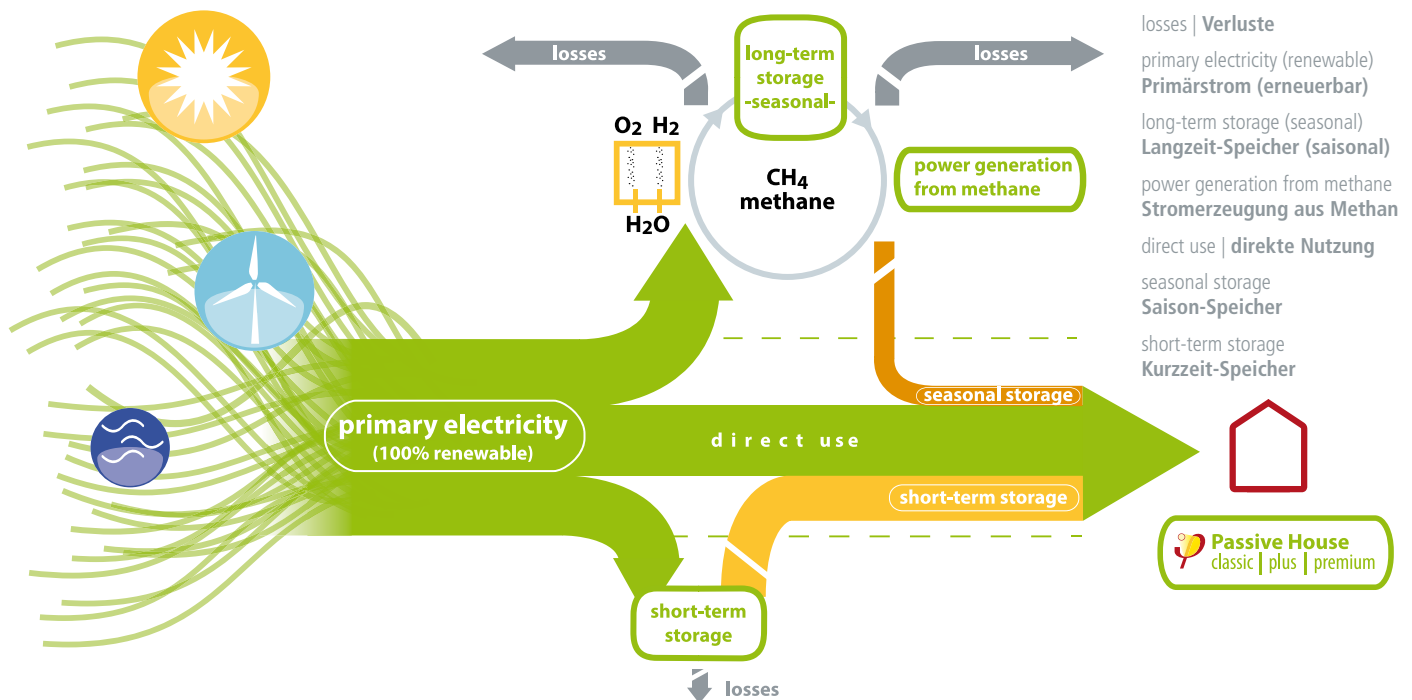 losses
long-term
storage
-seasonal-
losses
O2 H2
H2O
CH4
methane
power generation
from methane
primary electricity
(100% renewable)
direct use
seasonal storage
short-term storage
short-term
storage
losses
losses | Verluste
primary electricity (renewable)
Primärstrom (erneuerbar)
long-term storage (seasonal)
Langzeit-Speicher (saisonal)
power generation from methane
Stromerzeugung aus Methan
direct use | direkte Nutzung
seasonal storage
Saison-Speicher
short-term storage
Kurzzeit-Speicher
Passive House
classic | plus | premium